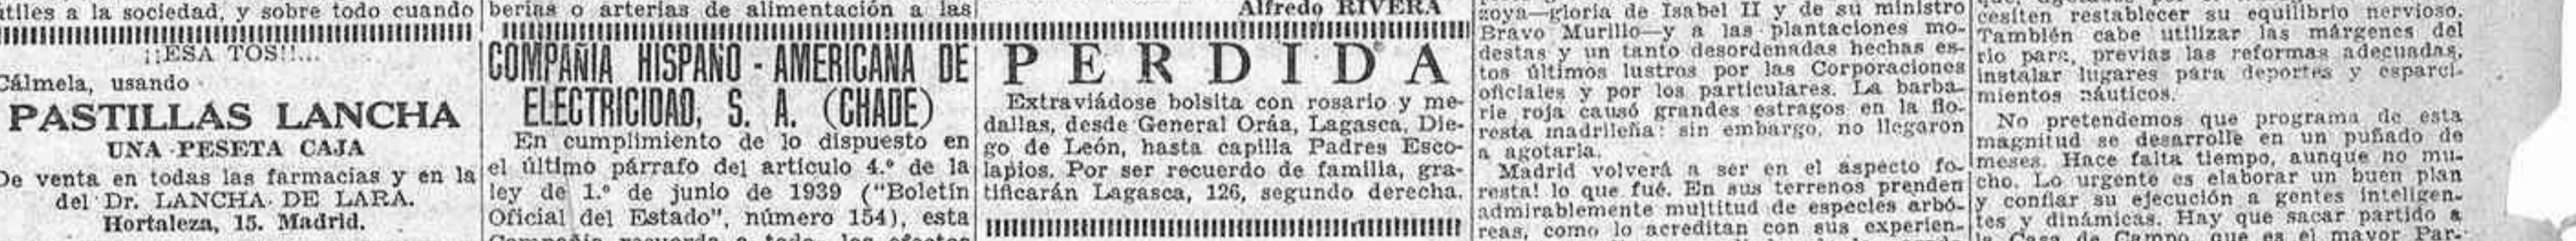 útiles a la sociedad, y sobre todo cuando
¡¡ESA TOS!!...
Cálmela, usando
PASTILLAS LANCHA
UNA PESETA CAJA
De venta en todas las farmacias y en la
del Dr. LANCHA DE LARA.
Hortaleza, 15. Madrid.
berías o arterias de alimentación a las
COMPAÑIA HISPANO-AMERICANA DE
ELECTRICIDAD, S. A. (CHADE)
En cumplimiento de lo dispuesto en
el último párrafo del artículo 4.º de la
ley de 1.º de junio de 1939 ("Boletín
Oficial del Estado", número 154), esta
Compañía recuerda a todo los efectos
Alfredo RIVERA
PERDIDA
Extraviádose bolsita con rosario y me-
dallas, desde General Oráa, Lagasca, Die-
go de León, hasta capilla Padres Esco-
lapios. Por ser recuerdo de familia, gra-
tificarán Lagasca, 126, segundo derecha.
zoya—gloria de Isabel II y de su ministro
Bravo Murillo—y a las plantaciones mo-
destas y un tanto desordenadas hechas es-
tos últimos lustros por las Corporaciones
oficiales y por los particulares. La barba-
rie roja causó grandes estragos en la flo-
resta madrileña: sin embargo, no llegaron
a agotarla.
Madrid volverá a ser en el aspecto fo-
restal lo que fué. En sus terrenos prenden
admirablemente multitud de especies arbó-
reas, como lo acreditan con sus experien-
cesiten restablecer su equilibrio nervioso.
También cabe utilizar las márgenes del
río para, previas las reformas adecuadas,
instalar lugares para deportes y esparci-
mientos náuticos.
No pretendemos que programa de esta
magnitud se desarrolle en un puñado de
meses. Hace falta tiempo, aunque no mu-
cho. Lo urgente es elaborar un buen plan
y confiar su ejecución a gentes inteligen-
tes y dinámicas. Hay que sacar partido a
la Casa de Campo, que es el mayor Par-